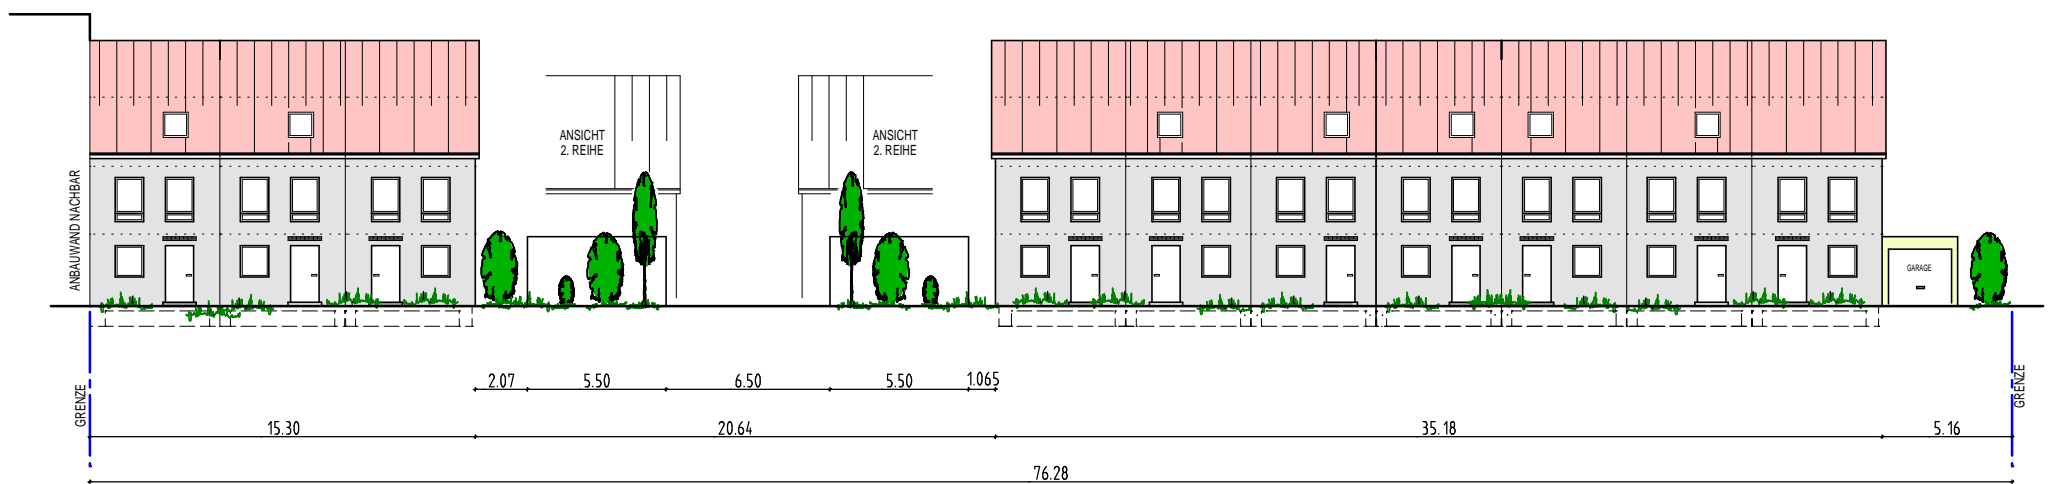 ANSICHT
2. REIHE
ANSICHT
2. REIHE
ANBAUWAND NACHBAR
GARAGE
2.07
5.50
6.50
5.50
1.065
GRENZE
GRENZE
15.30
20.64
35.18
5.16
76.28